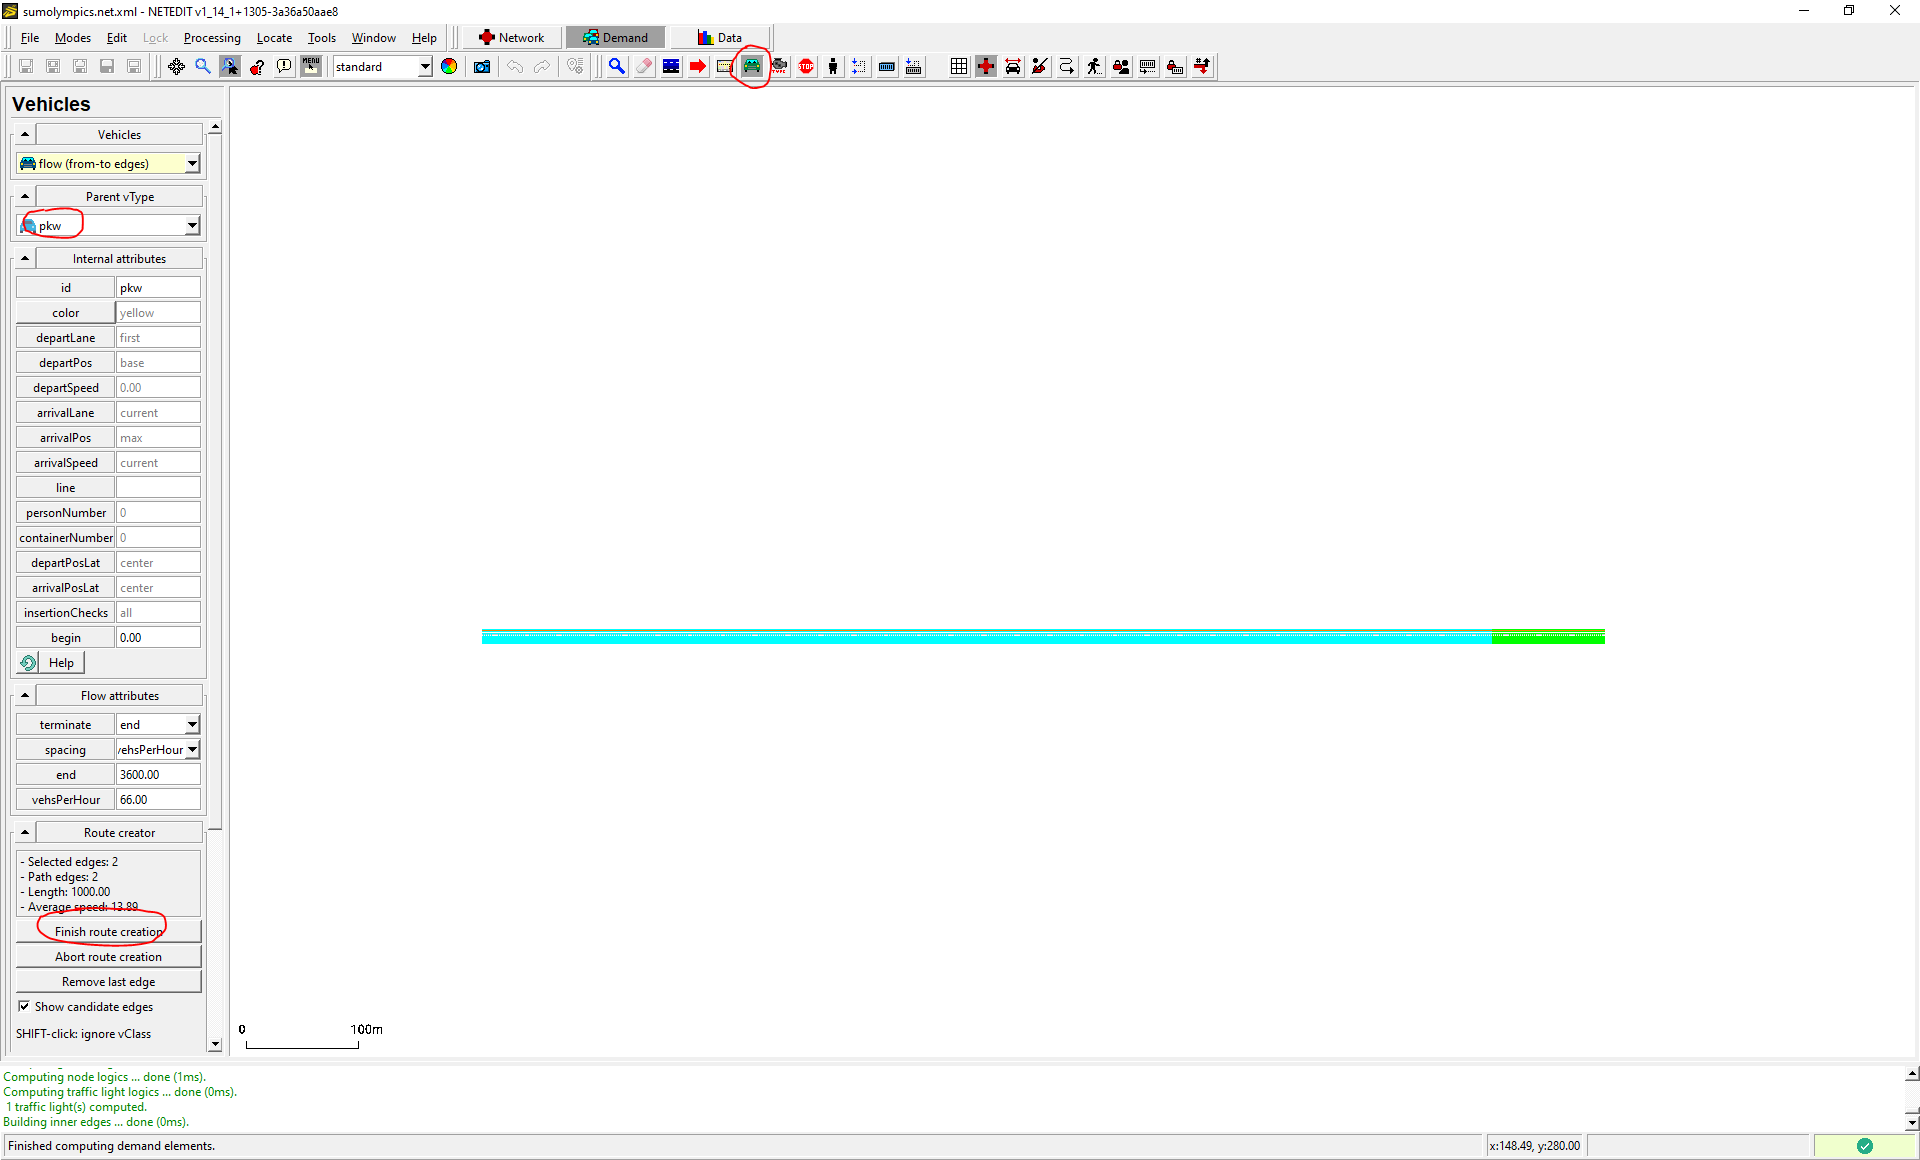 sumolympics.net.xml - NETEDIT v1_14_1+1305-3a36a50aae8
File Modes Edit Lock Processing Locate Tools Window Help Network Demand Data
MENU standard TYPE STOP
Vehicles
Vehicles
flow (from-to edges)
Parent vType
pkw
Internal attributes
id pkw
color yellow
departLane first
departPos base
departSpeed 0.00
arrivalLane current
arrivalPos max
arrivalSpeed current
line
personNumber 0
containerNumber 0
departPosLat center
arrivalPosLat center
insertionChecks all
begin 0.00
Help
Flow attributes
terminate end
spacing vehsPerHour
end 3600.00
vehsPerHour 66.00
Route creator
- Selected edges: 2
- Path edges: 2
- Length: 1000.00
- Average speed: 13.89
Finish route creation
Abort route creation
Remove last edge
Show candidate edges
SHIFT-click: ignore vClass
0 100m
Computing node logics ... done (1ms).
Computing traffic light logics ... done (0ms).
1 traffic light(s) computed.
Building inner edges ... done (0ms).
Finished computing demand elements. x:148.49, y:280.00